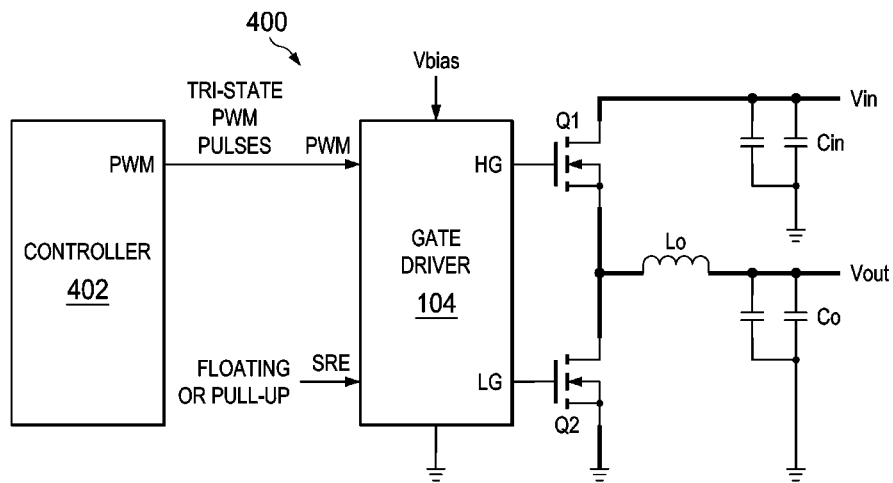 400
Vbias
TRI-STATE
PWM
PULSES
PWM
PWM
CONTROLLER
402
GATE
DRIVER
104
HG
LG
FLOATING
OR PULL-UP
SRE
Q1
Vin
Cin
Lo
Vout
Co
Q2